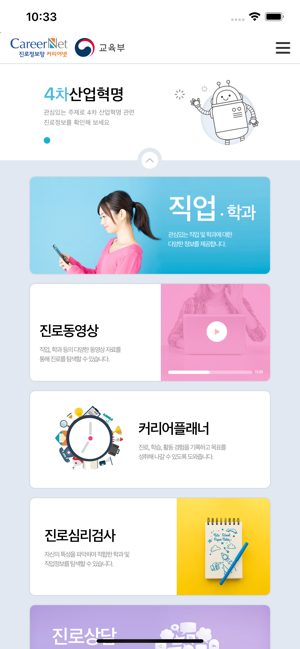 10:33
CareerNet
진로정보망 커리어넷
교육부
4차산업혁명
관심있는 주제로 4차 산업혁명 관련
진로정보를 확인해 보세요
직업 · 학과
관심있는 직업 및 학과에 대한
다양한 정보를 제공합니다.
진로동영상
직업, 학과 등의 다양한 동영상 자료를
통해 진로를 탐색할 수 있습니다.
커리어플래너
진로, 학습, 활동 경험을 기록하고 목표를
성취해 나갈 수 있도록 도와줍니다.
진로심리검사
자신의 특성을 파악하여 적합한 학과 및
직업정보를 탐색할 수 있습니다.
진로상담